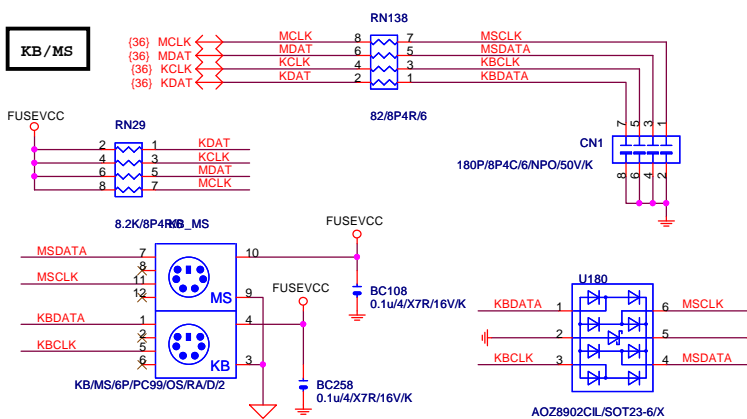 KB/MS
RN138
{36} MCLK MCLK 8 7 MSCLK
{36} MDAT MDAT 6 5 MSDATA
{36} KCLK KCLK 4 3 KBCLK
{36} KDAT KDAT 2 1 KBDATA
82/8P4R/6
7 5 3 1
CN1
180P/8P4C/6/NPO/50V/K
8 6 4 2
FUSEVCC
RN29
2 1 KDAT
4 3 KCLK
6 5 MDAT
8 7 MCLK
8.2K/8P4R/6
KB_MS
MSDATA 7 10
8
MSCLK 11
12 MS 9
KBDATA 1 4
2
KBCLK 5
6 KB 3
KB/MS/6P/PC99/OS/RA/D/2
FUSEVCC
BC108
0.1u/4/X7R/16V/K
FUSEVCC
BC258
0.1u/4/X7R/16V/K
U180
KBDATA 1 6 MSCLK
2 5
KBCLK 3 4 MSDATA
AOZ8902CIL/SOT23-6/X